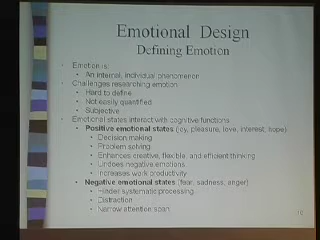 Emotional Design
Defining Emotion
Emotion is:
An internal, individual phenomenon
Challenges researching emotion
Hard to define
Not easily quantified
Subjective
Emotional states interact with cognitive functions
Positive emotional states (joy, pleasure, love, interest, hope)
Decision making
Problem solving
Enhances creative, flexible, and efficient thinking
Undoes negative emotions
Increases work productivity
Negative emotional states (fear, sadness, anger)
Hinder systematic processing
Distraction
Narrow attention span